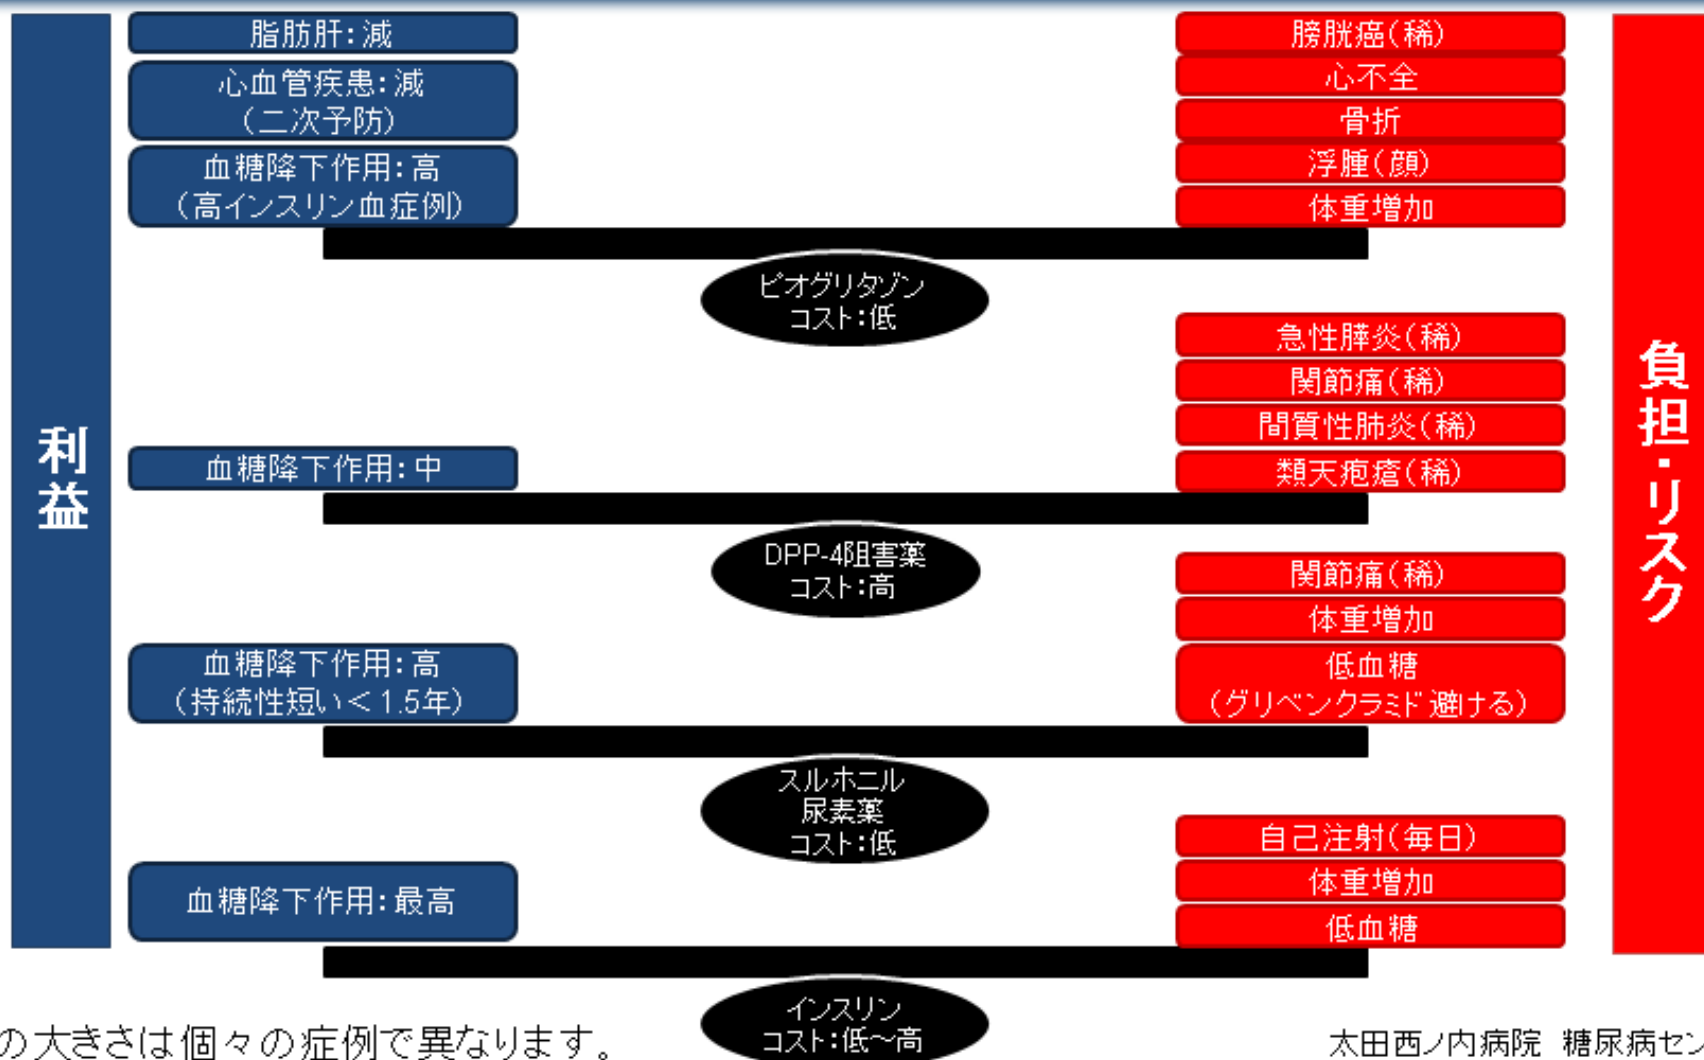 利益
負担・リスク
脂肪肝：減
心血管疾患：減
（二次予防）
血糖降下作用：高
（高インスリン血症例）
膀胱癌（稀）
心不全
骨折
浮腫（顔）
体重増加
ピオグリタゾン
コスト：低
血糖降下作用：中
急性膵炎（稀）
関節痛（稀）
間質性肺炎（稀）
類天疱瘡（稀）
DPP-4阻害薬
コスト：高
血糖降下作用：高
（持続性短い＜1.5年）
関節痛（稀）
体重増加
低血糖
（グリベンクラミド避ける）
スルホニル
尿素薬
コスト：低
血糖降下作用：最高
自己注射（毎日）
体重増加
低血糖
インスリン
コスト：低～高
の大きさは個々の症例で異なります。
太田西ノ内病院 糖尿病セン